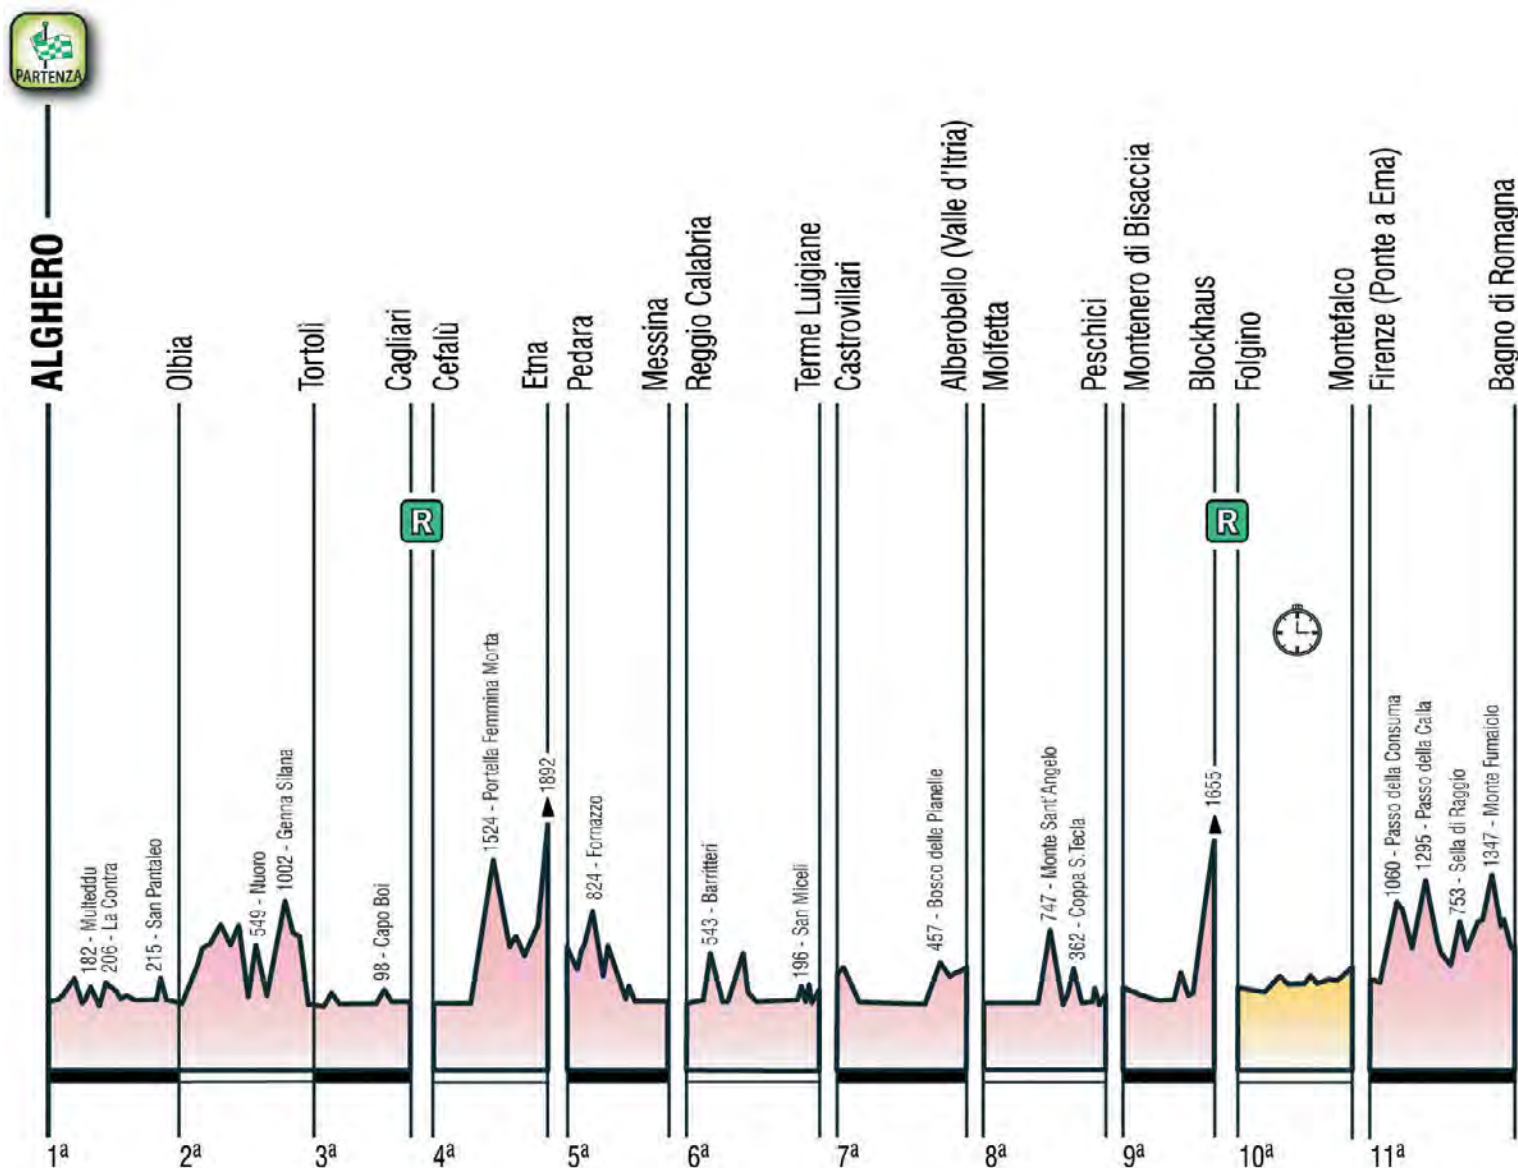 PARTENZA
ALGHERO
Olbia
Tortolì
Cagliari
Cefalù
Etna
Pedara
Messina
Reggio Calabria
Terme Luigiane
Castrovillari
Alberobello (Valle d'Itria)
Molfetta
Peschici
Montenero di Bisaccia
Blockhaus
Folgino
Montefalco
Firenze (Ponte a Ema)
Bagno di Romagna
R
R
182 - Multeddu
206 - La Contra
215 - San Pantaleo
549 - Nuoro
1002 - Genna Silana
98 - Capo Boi
1524 - Portella Femmina Morta
1892
824 - Fornazzo
543 - Barritteri
196 - San Miceli
457 - Bosco delle Pianelle
747 - Monte Sant'Angelo
362 - Coppa S.Tecla
1655
1060 - Passo della Consuma
1295 - Passo della Calla
753 - Sella di Raggio
1347 - Monte Fumaiolo
1ª
2ª
3ª
4ª
5ª
6ª
7ª
8ª
9ª
10ª
11ª